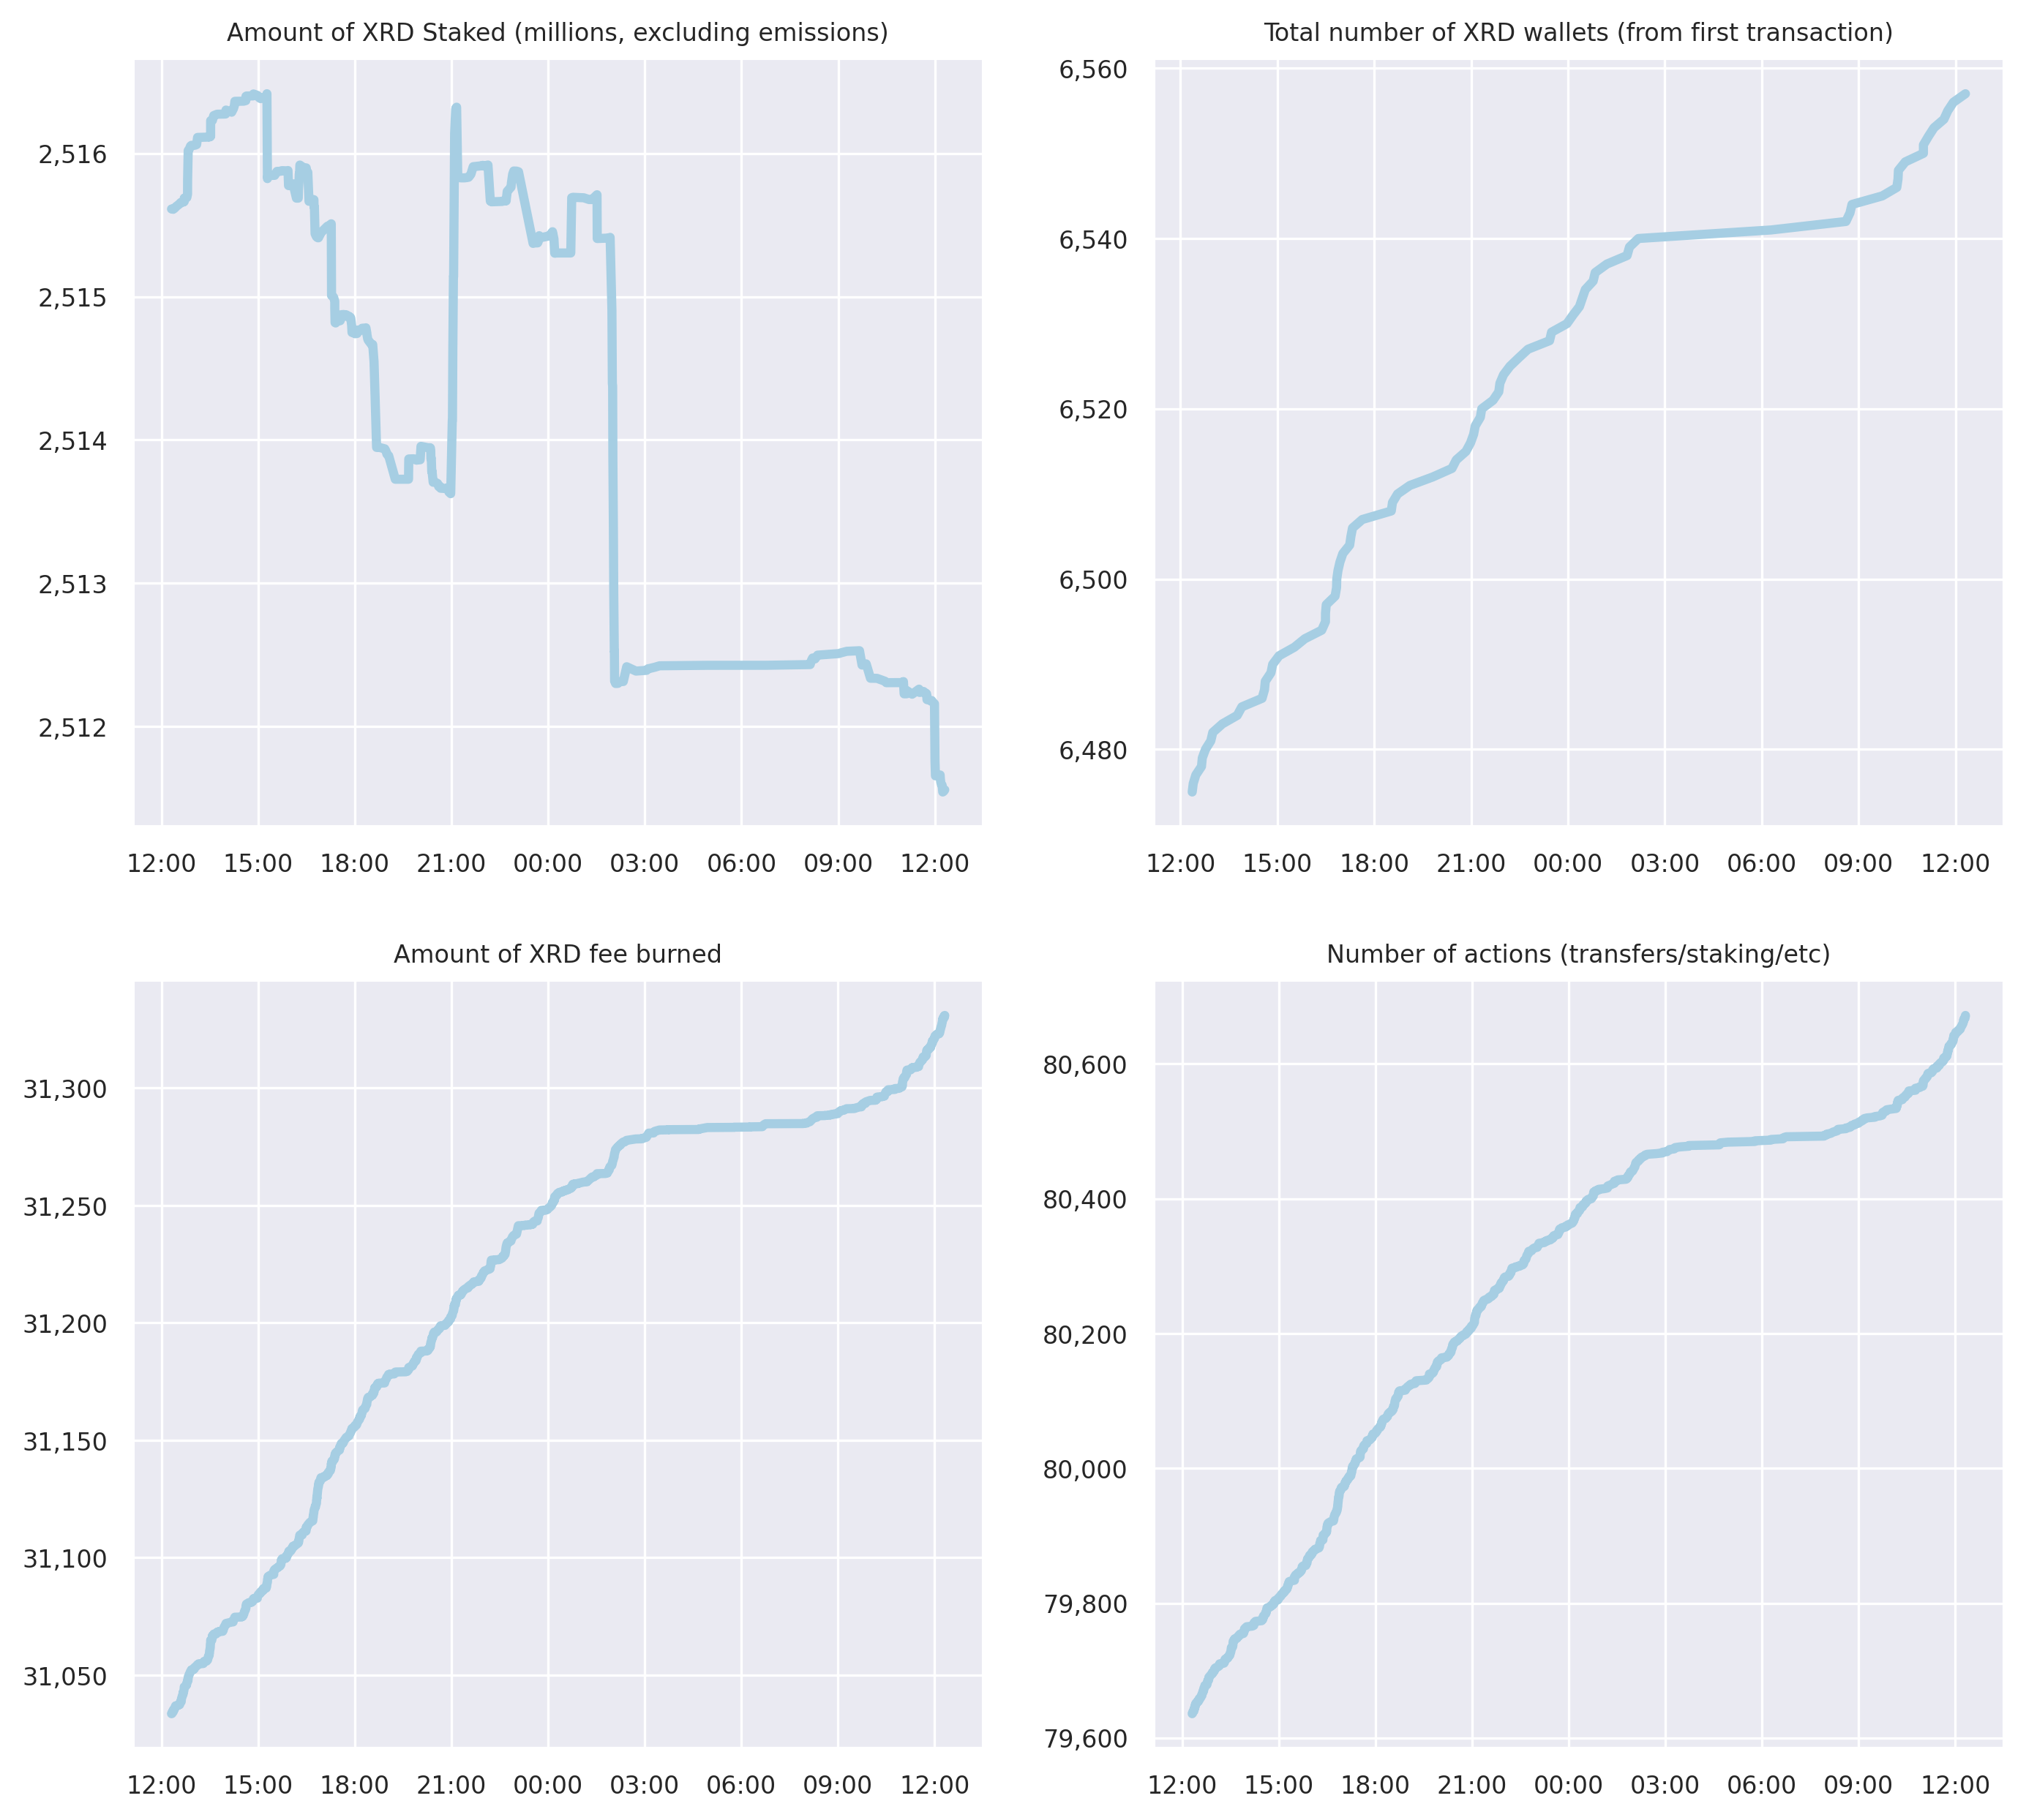 Amount of XRD Staked (millions, excluding emissions)
2,516
2,515
2,514
2,513
2,512
12:00 15:00 18:00 21:00 00:00 03:00 06:00 09:00 12:00
Total number of XRD wallets (from first transaction)
6,560
6,540
6,520
6,500
6,480
12:00 15:00 18:00 21:00 00:00 03:00 06:00 09:00 12:00
Amount of XRD fee burned
31,300
31,250
31,200
31,150
31,100
31,050
12:00 15:00 18:00 21:00 00:00 03:00 06:00 09:00 12:00
Number of actions (transfers/staking/etc)
80,600
80,400
80,200
80,000
79,800
79,600
12:00 15:00 18:00 21:00 00:00 03:00 06:00 09:00 12:00